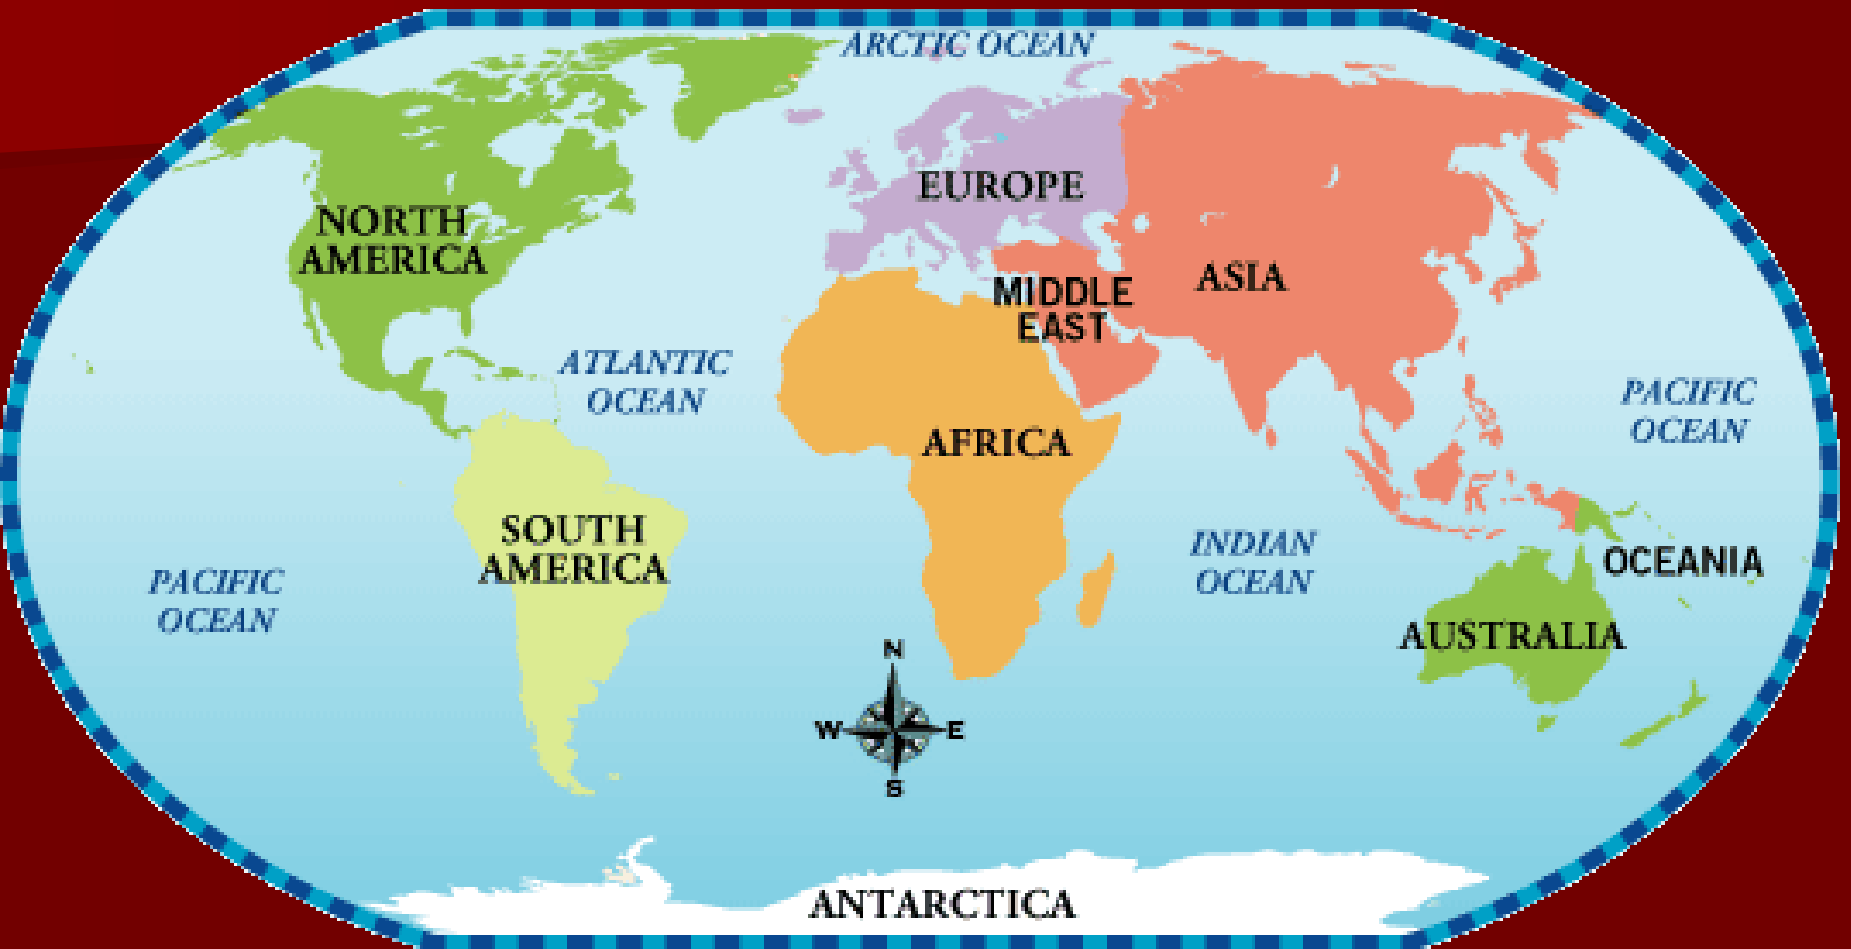 ARCTIC OCEAN
EUROPE
NORTH
AMERICA
ASIA
MIDDLE
EAST
ATLANTIC
OCEAN
PACIFIC
OCEAN
AFRICA
SOUTH
AMERICA
INDIAN
OCEAN
OCEANIA
PACIFIC
OCEAN
AUSTRALIA
N
W E
S
ANTARCTICA